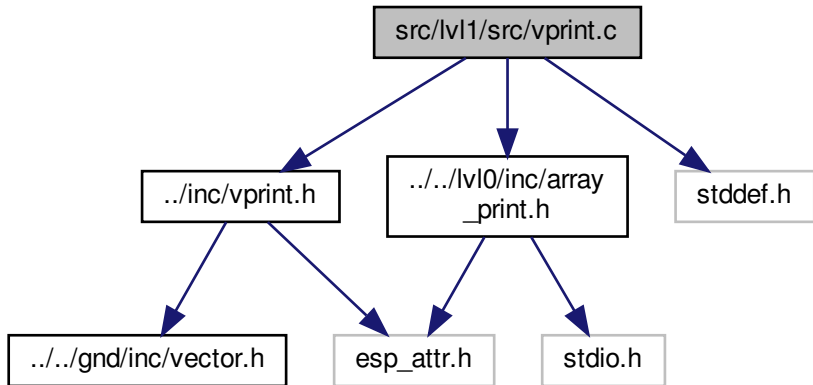 src/lvl1/src/vprint.c
../inc/vprint.h
../../lvl0/inc/array
_print.h
stddef.h
../../gnd/inc/vector.h
esp_attr.h
stdio.h